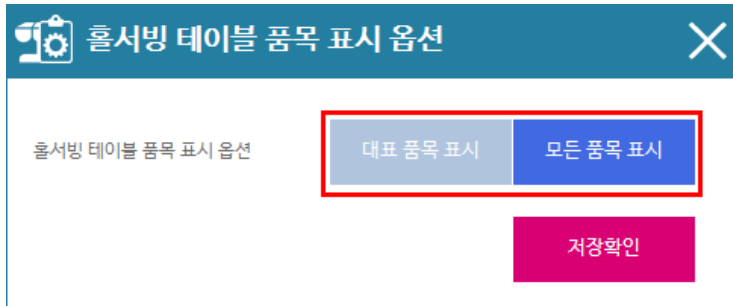 홀서빙 테이블 품목 표시 옵션
홀서빙 테이블 품목 표시 옵션 대표 품목 표시 모든 품목 표시
저장확인